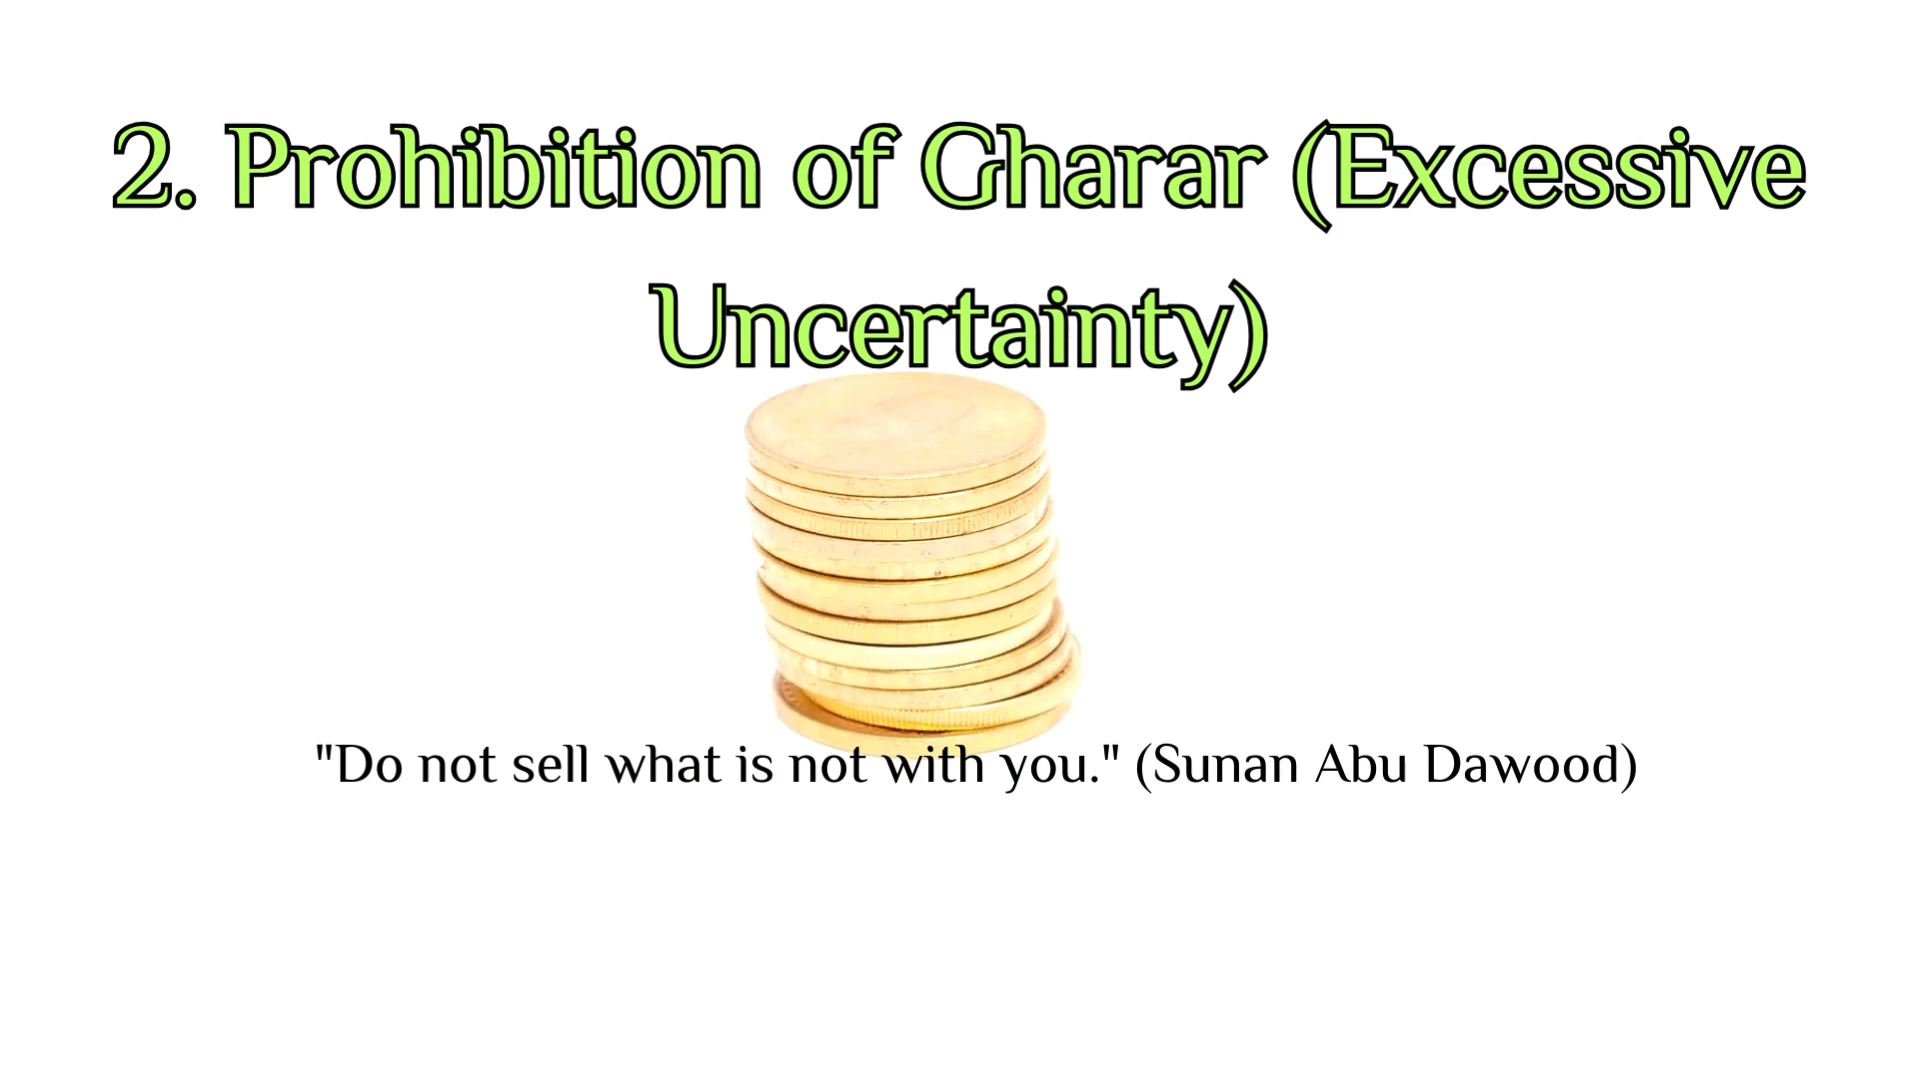 2. Prohibition of Gharar (Excessive
Uncertainty)
"Do not sell what is not with you." (Sunan Abu Dawood)